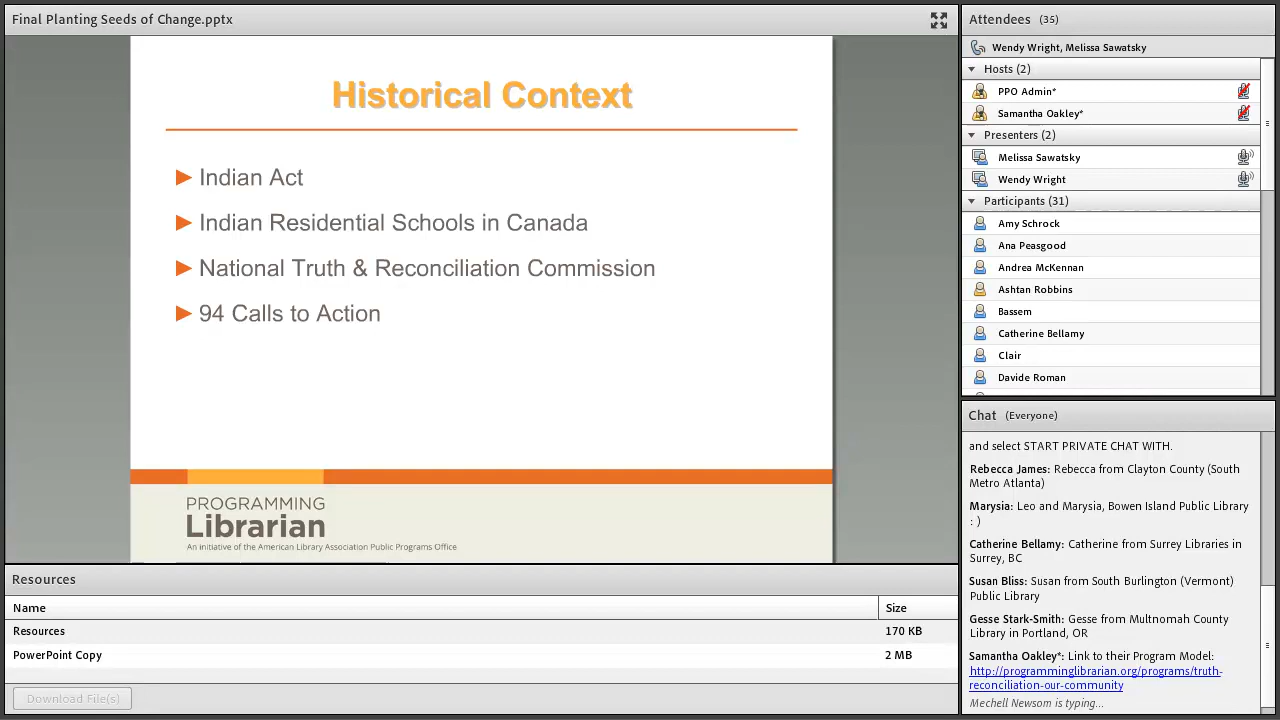 Final Planting Seeds of Change.pptx
Historical Context
Indian Act
Indian Residential Schools in Canada
National Truth & Reconciliation Commission
94 Calls to Action
PROGRAMMING
Librarian
An initiative of the American Library Association Public Programs Office
Resources
Name Size
Resources 170 KB
PowerPoint Copy 2 MB
Download File(s)
Attendees (35)
Wendy Wright, Melissa Sawatsky
Hosts (2)
PPO Admin*
Samantha Oakley*
Presenters (2)
Melissa Sawatsky
Wendy Wright
Participants (31)
Amy Schrock
Ana Peasgood
Andrea McKennan
Ashtan Robbins
Bassem
Catherine Bellamy
Clair
Davide Roman
Chat (Everyone)
and select START PRIVATE CHAT WITH.
Rebecca James: Rebecca from Clayton County (South
Metro Atlanta)
Marysia: Leo and Marysia, Bowen Island Public Library
: )
Catherine Bellamy: Catherine from Surrey Libraries in
Surrey, BC
Susan Bliss: Susan from South Burlington (Vermont)
Public Library
Gesse Stark-Smith: Gesse from Multnomah County
Library in Portland, OR
Samantha Oakley*: Link to their Program Model:
http://programminglibrarian.org/programs/truth-
reconciliation-our-community
Mechell Newsom is typing...